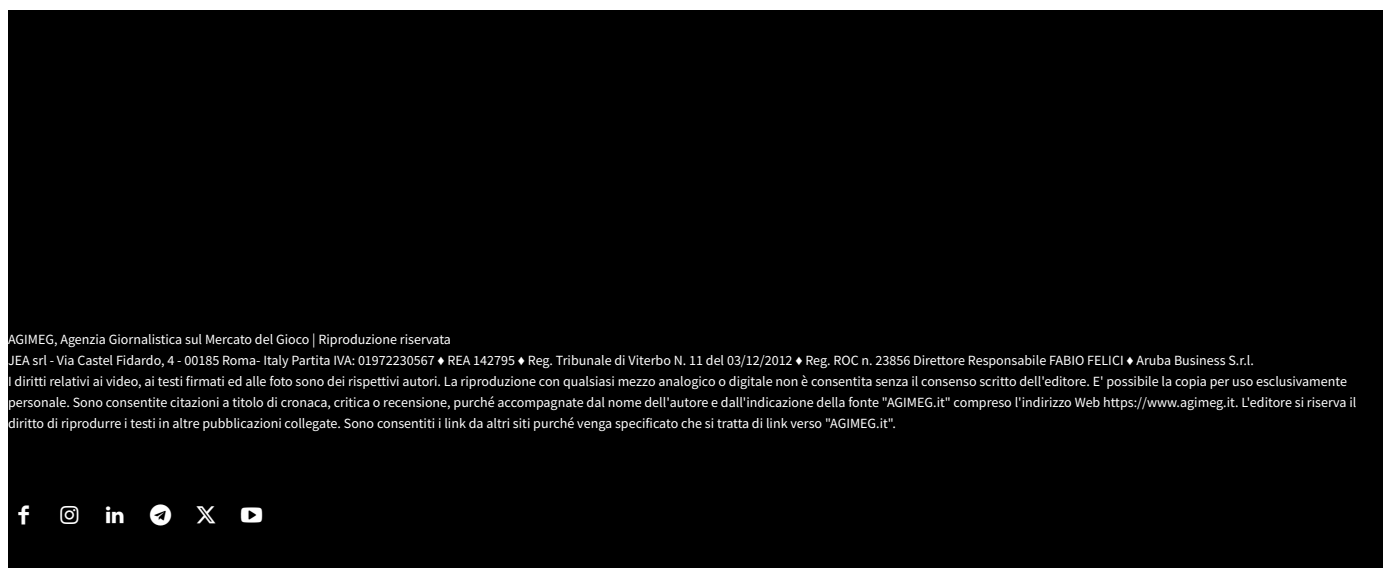 AGIMEG, Agenzia Giornalistica sul Mercato del Gioco | Riproduzione riservata
JEA srl - Via Castel Fidardo, 4 - 00185 Roma- Italy Partita IVA: 01972230567 ♦ REA 142795 ♦ Reg. Tribunale di Viterbo N. 11 del 03/12/2012 ♦ Reg. ROC n. 23856 Direttore Responsabile FABIO FELICI ♦ Aruba Business S.r.l.
I diritti relativi ai video, ai testi firmati ed alle foto sono dei rispettivi autori. La riproduzione con qualsiasi mezzo analogico o digitale non è consentita senza il consenso scritto dell'editore. E' possibile la copia per uso esclusivamente
personale. Sono consentite citazioni a titolo di cronaca, critica o recensione, purché accompagnate dal nome dell'autore e dall'indicazione della fonte "AGIMEG.it" compreso l'indirizzo Web https://www.agimeg.it. L'editore si riserva il
diritto di riprodurre i testi in altre pubblicazioni collegate. Sono consentiti i link da altri siti purché venga specificato che si tratta di link verso "AGIMEG.it".